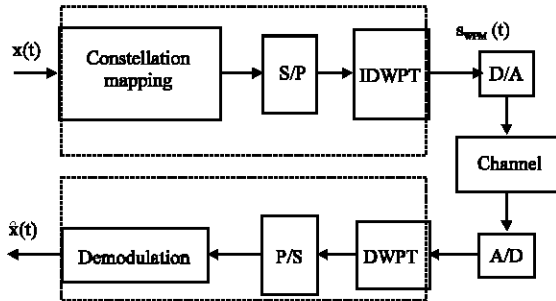 x(t)
Constellation
mapping
S/P
IDWPT
s_WPM (t)
D/A
Channel
A/D
DWPT
P/S
Demodulation
x̂(t)